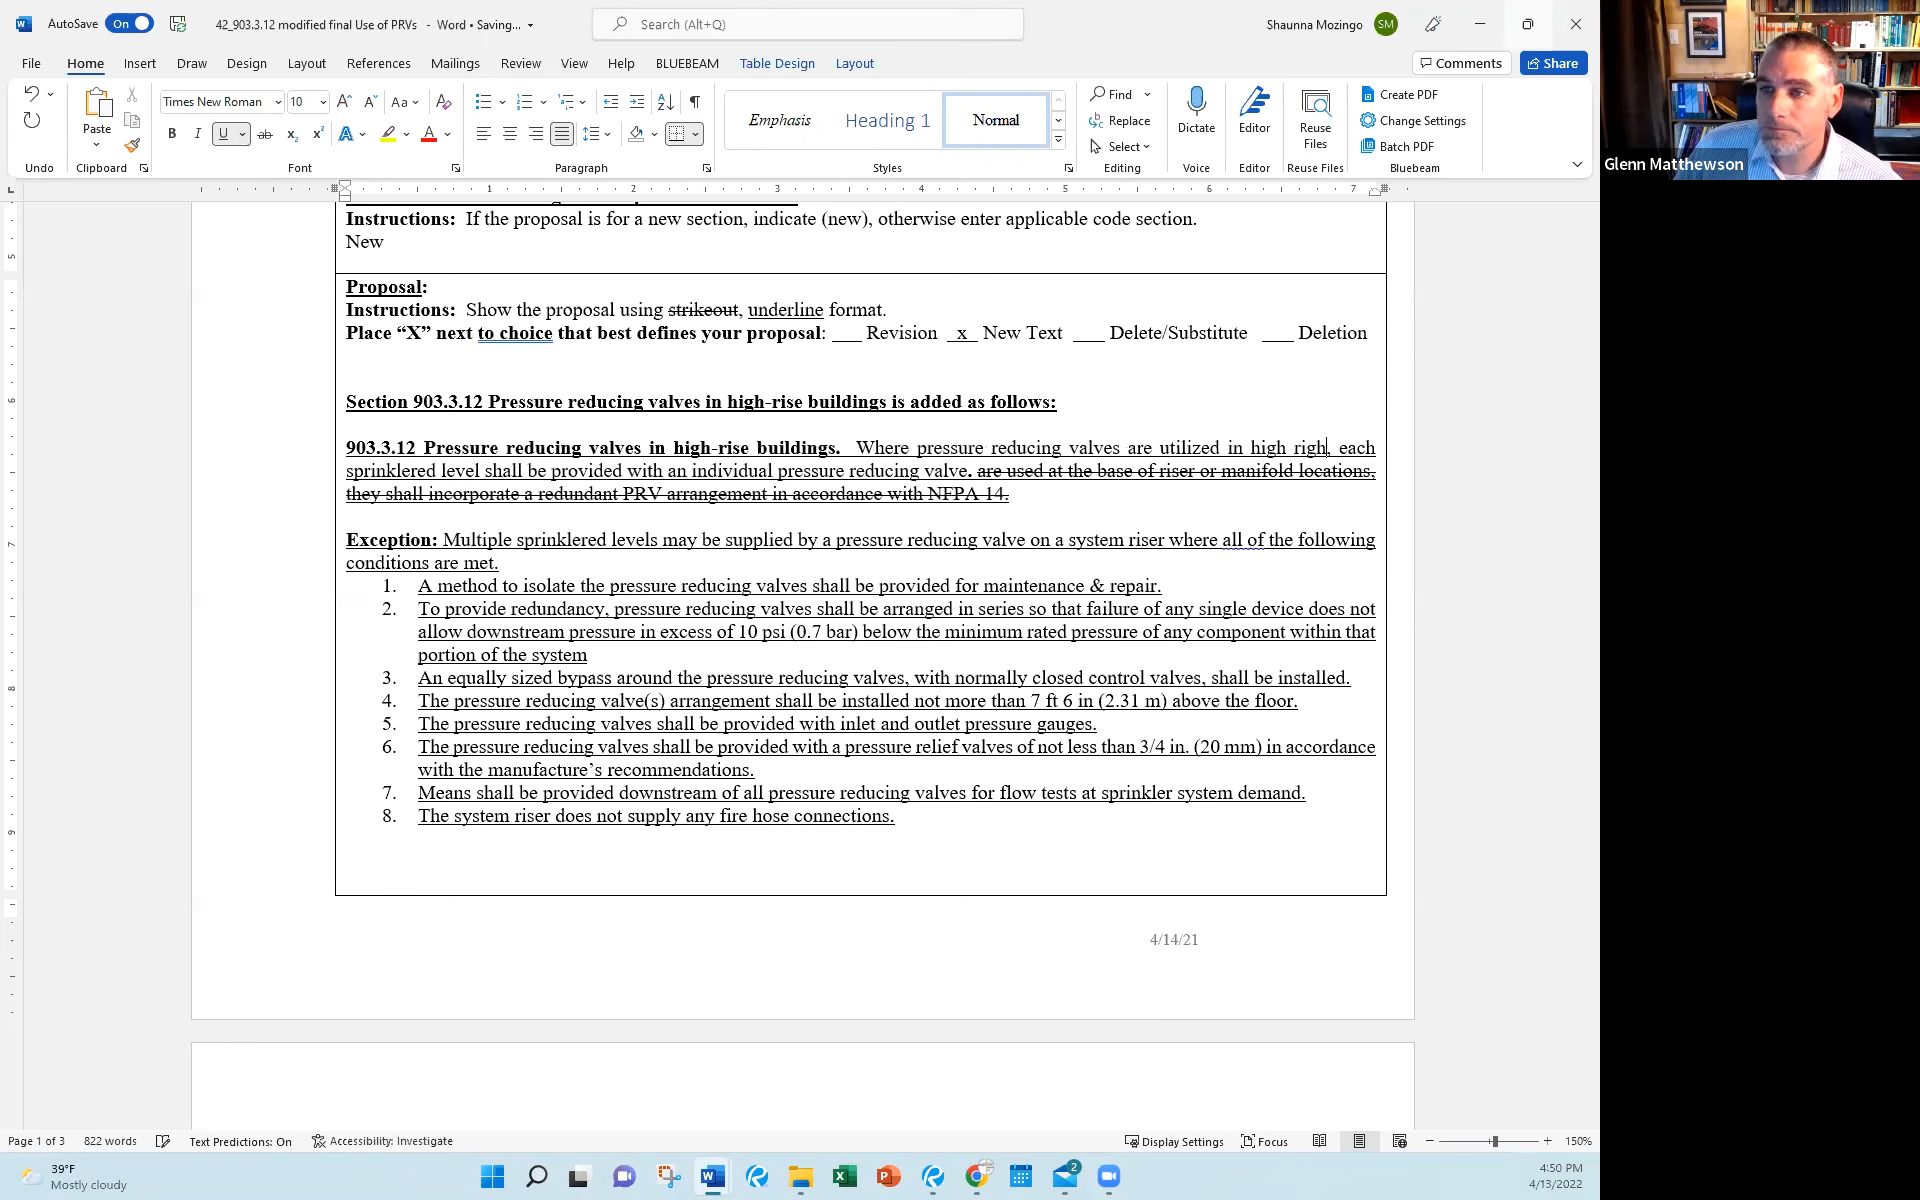 AutoSave On 42_903.3.12 modified final Use of PRVs - Word • Saving... Search (Alt+Q) Shaunna Mozingo SM
File Home Insert Draw Design Layout References Mailings Review View Help BLUEBEAM Table Design Layout Comments Share
Times New Roman 10 Aa Find Create PDF
Paste Emphasis Heading 1 Normal Replace Dictate Editor Reuse Files Change Settings
B I U ab x₂ x² A A Select Batch PDF
Undo Clipboard Font Paragraph Styles Editing Voice Editor Reuse Files Bluebeam
Glenn Matthewson
1 2 3 4 5 6 7
Instructions: If the proposal is for a new section, indicate (new), otherwise enter applicable code section.
New
Proposal:
Instructions: Show the proposal using strikeout, underline format.
Place “X” next to choice that best defines your proposal: ___ Revision _x_ New Text ___ Delete/Substitute ___ Deletion
Section 903.3.12 Pressure reducing valves in high-rise buildings is added as follows:
903.3.12 Pressure reducing valves in high-rise buildings. Where pressure reducing valves are utilized in high righ, each
sprinklered level shall be provided with an individual pressure reducing valve. are used at the base of riser or manifold locations,
they shall incorporate a redundant PRV arrangement in accordance with NFPA 14.
Exception: Multiple sprinklered levels may be supplied by a pressure reducing valve on a system riser where all of the following
conditions are met.
1. A method to isolate the pressure reducing valves shall be provided for maintenance & repair.
2. To provide redundancy, pressure reducing valves shall be arranged in series so that failure of any single device does not
allow downstream pressure in excess of 10 psi (0.7 bar) below the minimum rated pressure of any component within that
portion of the system
3. An equally sized bypass around the pressure reducing valves, with normally closed control valves, shall be installed.
4. The pressure reducing valve(s) arrangement shall be installed not more than 7 ft 6 in (2.31 m) above the floor.
5. The pressure reducing valves shall be provided with inlet and outlet pressure gauges.
6. The pressure reducing valves shall be provided with a pressure relief valves of not less than 3/4 in. (20 mm) in accordance
with the manufacture’s recommendations.
7. Means shall be provided downstream of all pressure reducing valves for flow tests at sprinkler system demand.
8. The system riser does not supply any fire hose connections.
4/14/21
Page 1 of 3 822 words Text Predictions: On Accessibility: Investigate Display Settings Focus 150%
39°F
Mostly cloudy
2
4:50 PM
4/13/2022